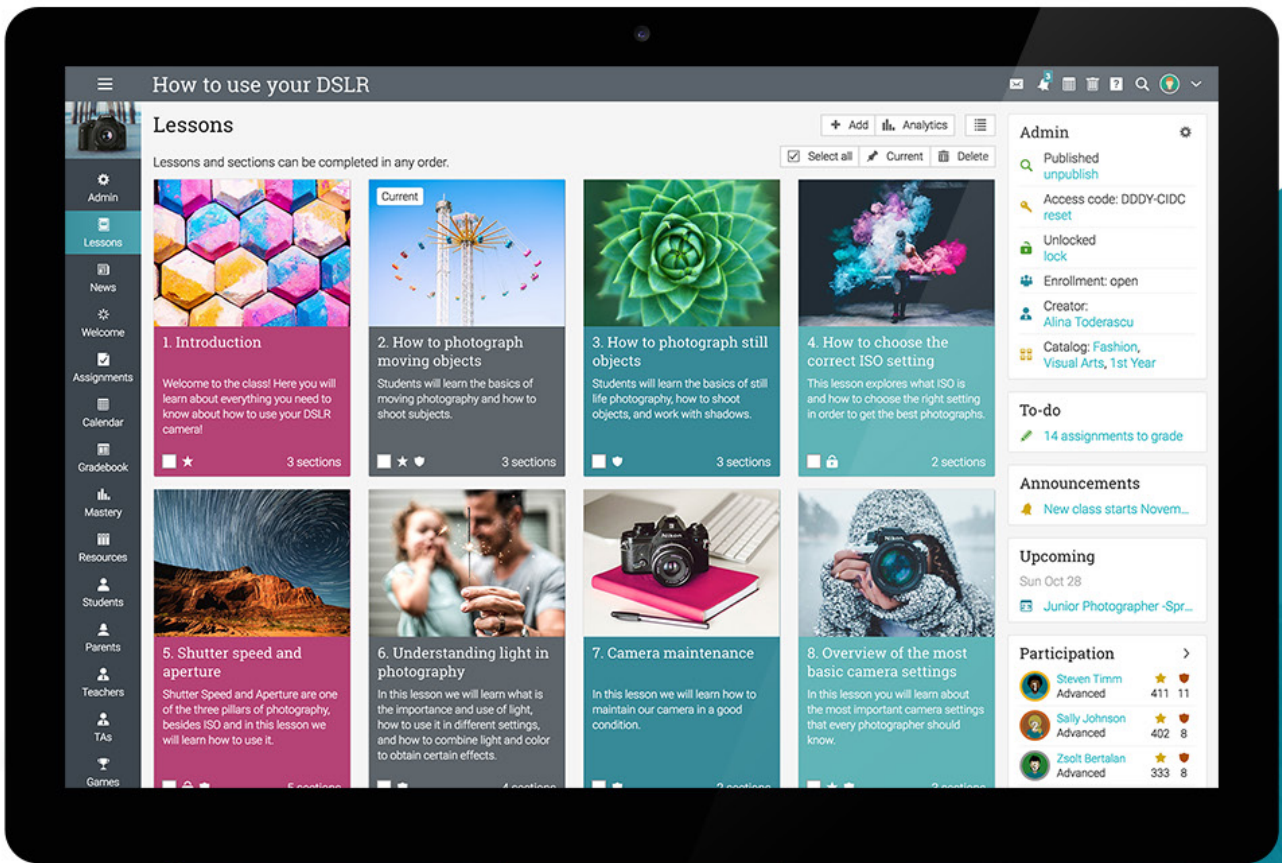 How to use your DSLR
3
Admin
Lessons
News
Welcome
Assignments
Calendar
Gradebook
Mastery
Resources
Students
Parents
Teachers
TAs
Games
Lessons
+ Add
Analytics
Lessons and sections can be completed in any order.
Select all
Current
Delete
1. Introduction
Welcome to the class! Here you will
learn about everything you need to
know about how to use your DSLR
camera!
3 sections
Current
2. How to photograph
moving objects
Students will learn the basics of
moving photography and how to
shoot subjects.
3 sections
3. How to photograph still
objects
Students will learn the basics of still
life photography, how to shoot
objects, and work with shadows.
3 sections
4. How to choose the
correct ISO setting
This lesson explores what ISO is
and how to choose the right setting
in order to get the best photographs.
2 sections
5. Shutter speed and
aperture
Shutter Speed and Aperture are one
of the three pillars of photography,
besides ISO and in this lesson we
will learn how to use it.
5 sections
6. Understanding light in
photography
In this lesson we will learn what is
the importance and use of light,
how to use it in different settings,
and how to combine light and color
to obtain certain effects.
4 sections
Nikon
7. Camera maintenance
In this lesson we will learn how to
maintain our camera in a good
condition.
Nikon
8. Overview of the most
basic camera settings
In this lesson you will learn about
the most important camera settings
that every photographer should
know.
Admin
Published
unpublish
Access code: DDDY-CIDC
reset
Unlocked
lock
Enrollment: open
Creator:
Alina Toderascu
Catalog: Fashion,
Visual Arts, 1st Year
To-do
14 assignments to grade
Announcements
New class starts Novem...
Upcoming
Sun Oct 28
Junior Photographer -Spr...
Participation
Steven Timm
Advanced
411 11
Sally Johnson
Advanced
402 8
Zsolt Bertalan
Advanced
333 8